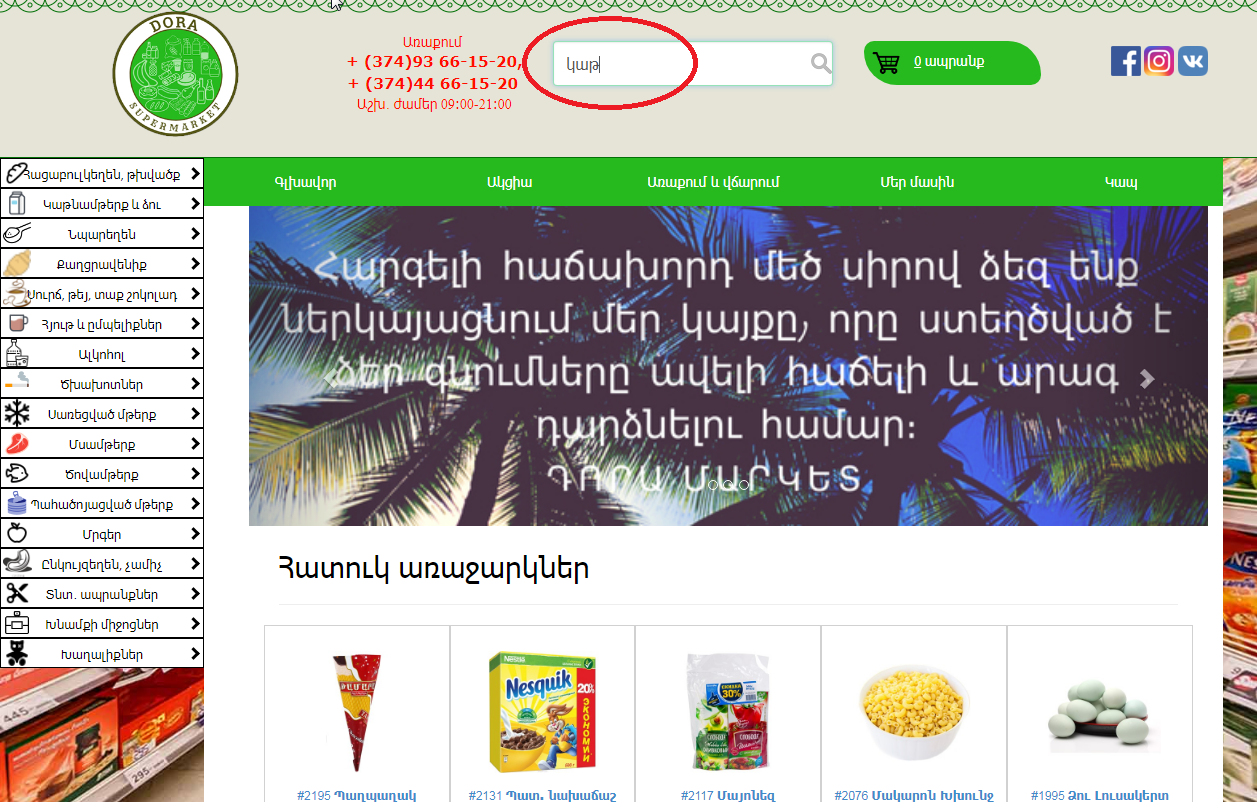 DORA
SUPERMARKET
Առաքում
+ (374)93 66-15-20,
+ (374)44 66-15-20
Աշխ. ժամեր 09:00-21:00
կաթ
0 ապրանք
Գլխավոր
Ակցիա
Առաքում և վճարում
Մեր մասին
Կապ
Հացաբուլկեղեն, թխվածք
Կաթնամթերք և ձու
Նպարեղեն
Քաղցրավենիք
Սուրճ, թեյ, տաք շոկոլադ
Հյութ և ըմպելիքներ
Ալկոհոլ
Ծխախոտներ
Սառեցված մթերք
Մսամթերք
Ծովամթերք
Պահածոյացված մթերք
Մրգեր
Ընկույզեղեն, չամիչ
Տնտ. ապրանքներ
Խնամքի միջոցներ
Խաղալիքներ
Հարգելի հաճախորդ մեծ սիրով ձեզ ենք
ներկայացնում մեր կայքը, որը ստեղծված է
ձեր գնումները ավելի հաճելի և արագ
դարձնելու համար։
ԴՈՐԱ ՄԱՐԿԵՏ
Հատուկ առաջարկներ
Nestle
Nesquik
20%
ЭКОНОМИИ
30%
445.-
295.-
#2195 Պաղպաղակ
#2131 Պատ. նախաճաշ
#2117 Մայոնեզ
#2076 Մակարոն Խխունջ
#1995 Ձու Լուսակերտ